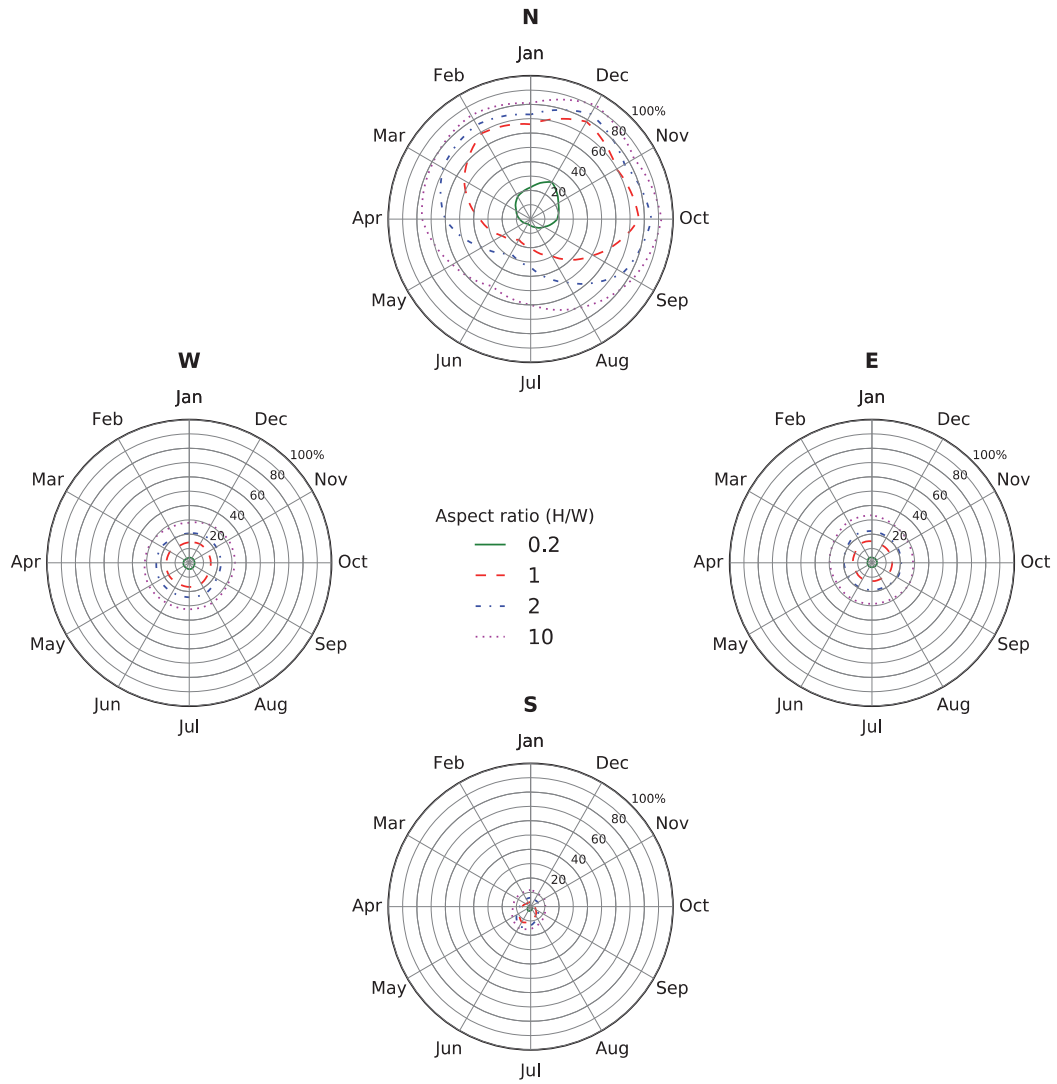 N
Jan
Feb
Dec
100%
Mar
80
Nov
60
40
20
Apr
Oct
May
Sep
Jun
Aug
Jul
W
Jan
Feb
Dec
100%
Mar
80
Nov
60
40
20
Apr
Oct
May
Sep
Jun
Aug
Jul
E
Jan
Feb
Dec
100%
Mar
80
Nov
60
40
20
Apr
Oct
May
Sep
Jun
Aug
Jul
Aspect ratio (H/W)
0.2
1
2
10
S
Jan
Feb
Dec
100%
Mar
80
Nov
60
40
20
Apr
Oct
May
Sep
Jun
Aug
Jul